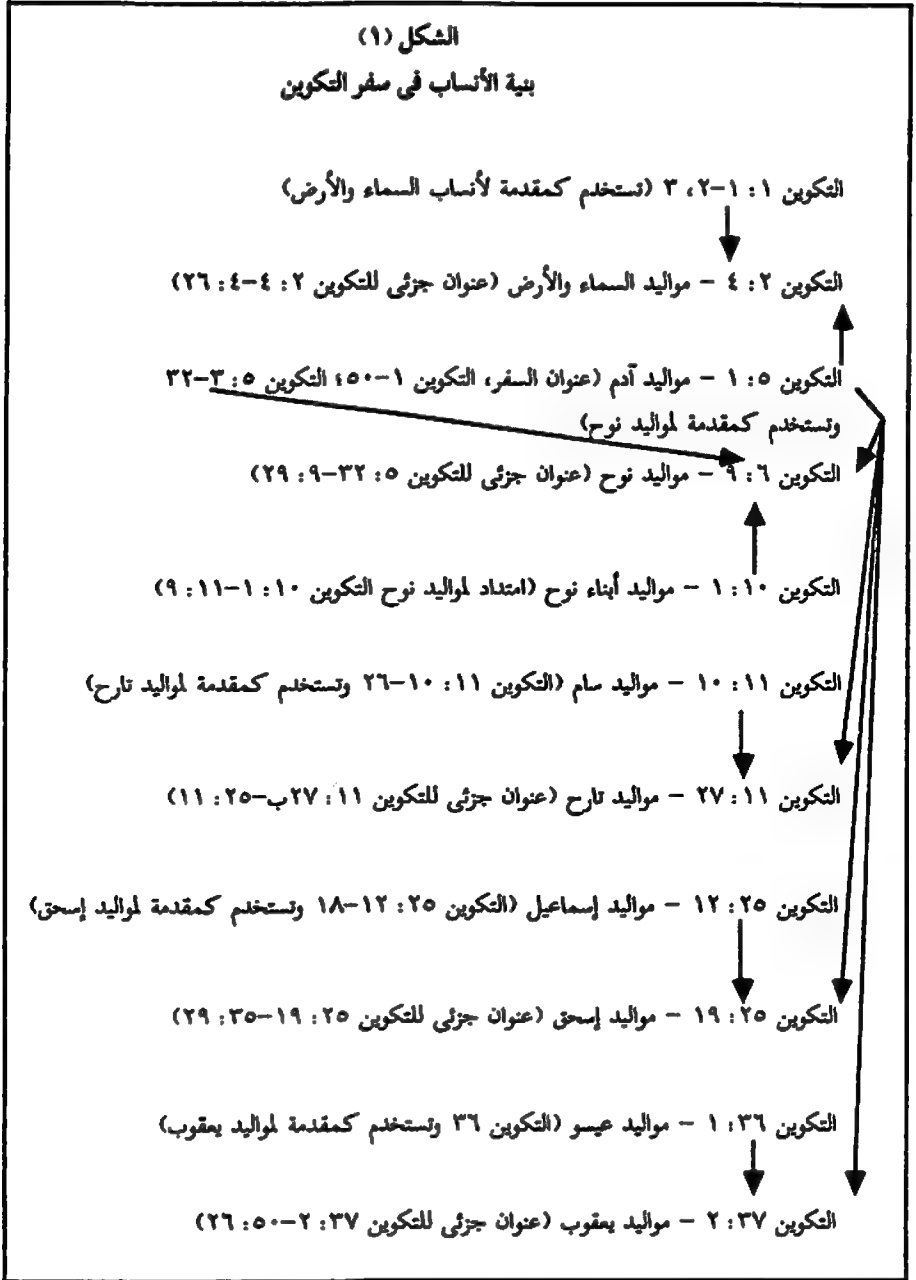 الشكل (١)
بنية الأنساب في سفر التكوين
التكوين ١ : ١-٢، ٣ (تستخدم كمقدمة لأنساب السماء والأرض)
التكوين ٢ : ٤ - مواليد السماء والأرض (عنوان جزئى للتكوين ٢ : ٤-٤ : ٢٦)
التكوين ٥ : ١ - مواليد آدم (عنوان السفر، التكوين ١-٥٠؛ التكوين ٥ : ٣-٣٢
وتستخدم كمقدمة لمواليد نوح)
التكوين ٦ : ٩ - مواليد نوح (عنوان جزئى للتكوين ٥ : ٣٢-٩ : ٢٩)
التكوين ١٠ : ١ - مواليد أبناء نوح (امتداد لمواليد نوح التكوين ١٠ : ١-١١ : ٩)
التكوين ١١ : ١٠ - مواليد سام (التكوين ١١ : ١٠-٢٦ وتستخدم كمقدمة لمواليد تارح)
التكوين ١١ : ٢٧ - مواليد تارح (عنوان جزئى للتكوين ١١ : ٢٧ب-٢٥ : ١١)
التكوين ٢٥ : ١٢ - مواليد إسماعيل (التكوين ٢٥ : ١٢-١٨ وتستخدم كمقدمة لمواليد إسحق)
التكوين ٢٥ : ١٩ - مواليد إسحق (عنوان جزئى للتكوين ٢٥ : ١٩-٣٥ : ٢٩)
التكوين ٣٦ : ١ - مواليد عيسو (التكوين ٣٦ وتستخدم كمقدمة لمواليد يعقوب)
التكوين ٣٧ : ٢ - مواليد يعقوب (عنوان جزئى للتكوين ٣٧ : ٢-٥٠ : ٢٦)